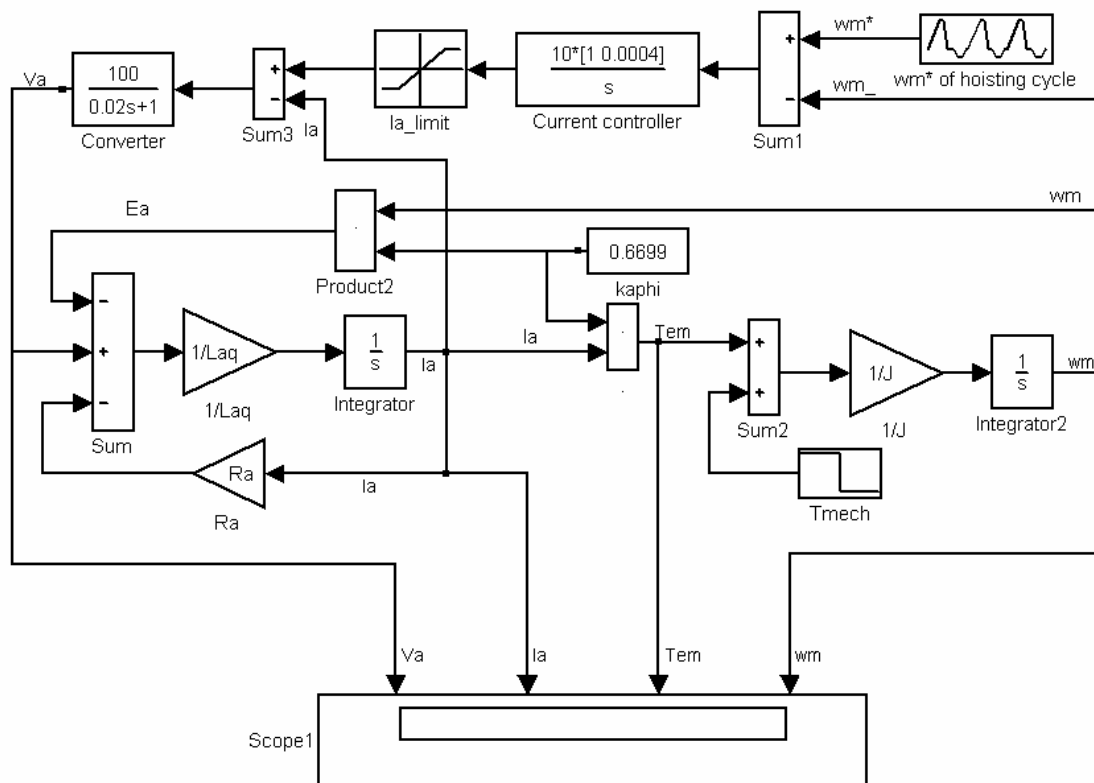 wm*
wm* of hoisting cycle
+
wm_
-
Sum1
10*[1 0.0004]
s
Current controller
Ia_limit
+
-
Sum3
Ia
100
0.02s+1
Converter
Va
Ea
Product2
wm
0.6699
kaphi
-
+
-
Sum
1/Laq
1/Laq
1
s
Integrator
Ia
Ia
Tem
+
+
Sum2
1/J
1/J
1
s
Integrator2
wm
Ra
Ra
Ia
Tmech
Va
Ia
Tem
wm
Scope1